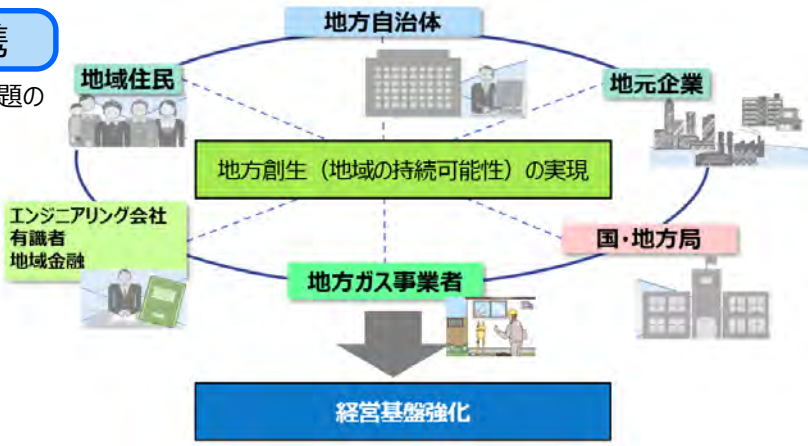 携
題の
地方自治体
地域住民
地元企業
地方創生（地域の持続可能性）の実現
エンジニアリング会社
有識者
地域金融
国・地方局
地方ガス事業者
経営基盤強化